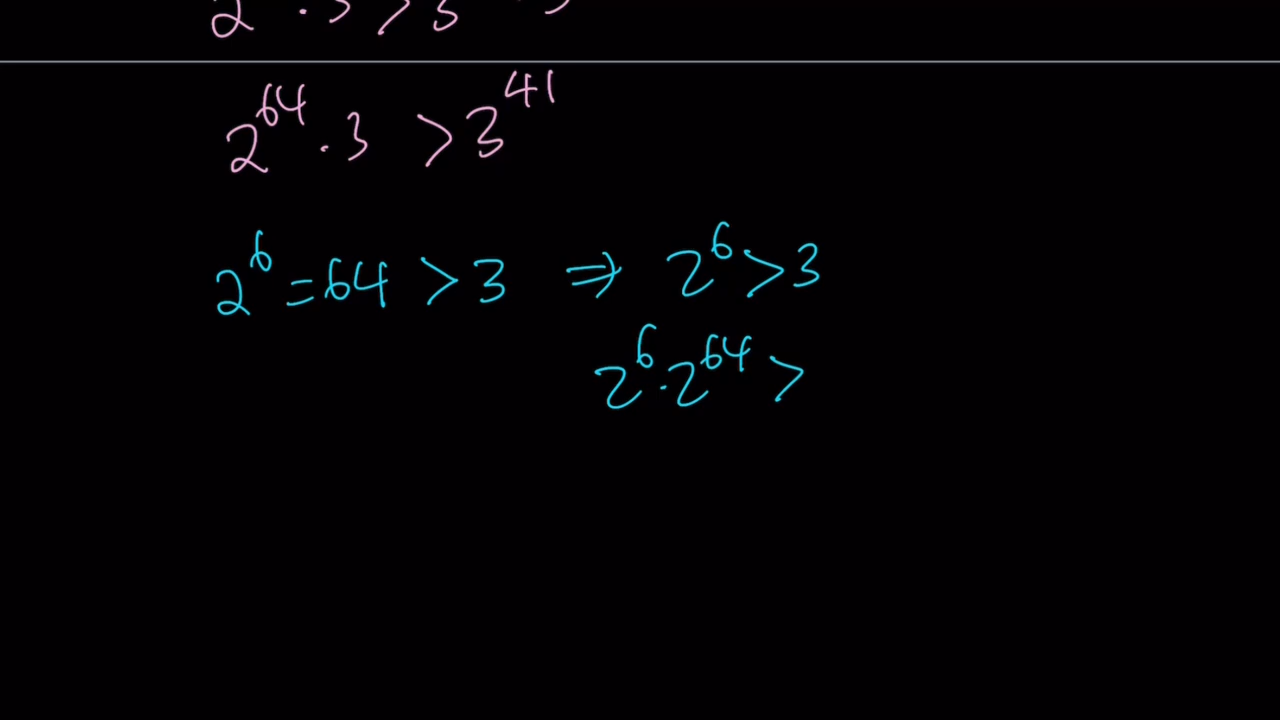 2^64 · 3 > 3^41
2^6 = 64 > 3 ⇒ 2^6 > 3
2^6 · 2^64 >